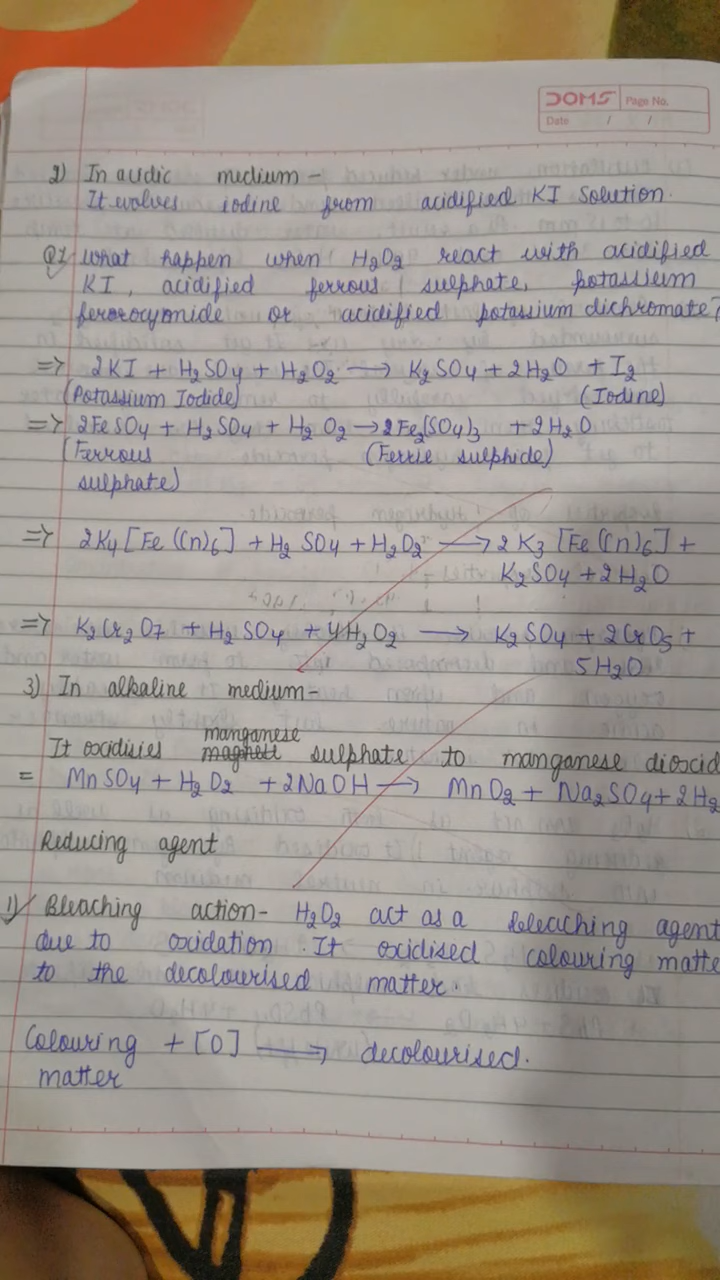 DOMS
Page No.
Date / /
2) In acidic medium -
It evolves iodine from acidified KI Solution.
Q1 What happen when H₂O₂ react with acidified
KI, acidified ferrous sulphate, potassium
ferorocyonide or acidified potassium dichromate?
=> 2KI + H₂SO₄ + H₂O₂ → K₂SO₄ + 2H₂O + I₂
(Potassium Iodide) (Iodine)
=> 2FeSO₄ + H₂SO₄ + H₂O₂ → 2Fe₂(SO₄)₃ + 2H₂O
(Ferrous (Ferric sulphide)
sulphate)
=> 2K₄[Fe(Cn)₆] + H₂SO₄ + H₂O₂ → 2K₃[Fe(Cn)₆] +
K₂SO₄ + 2H₂O
=> K₂Cr₂O₇ + H₂SO₄ + 4H₂O₂ → K₂SO₄ + 2CrO₅ +
5H₂O
3) In alkaline medium -
manganese
It oxidisies sulphate to manganese dioxid
= MnSO₄ + H₂O₂ + 2NaOH → MnO₂ + Na₂SO₄ + 2H₂
Reducing agent
1) Bleaching action - H₂O₂ act as a bleaching agent
due to oxidation. It oxidised colouring matte
to the decolourised matter.
Colouring + [O] → decolourised.
matter